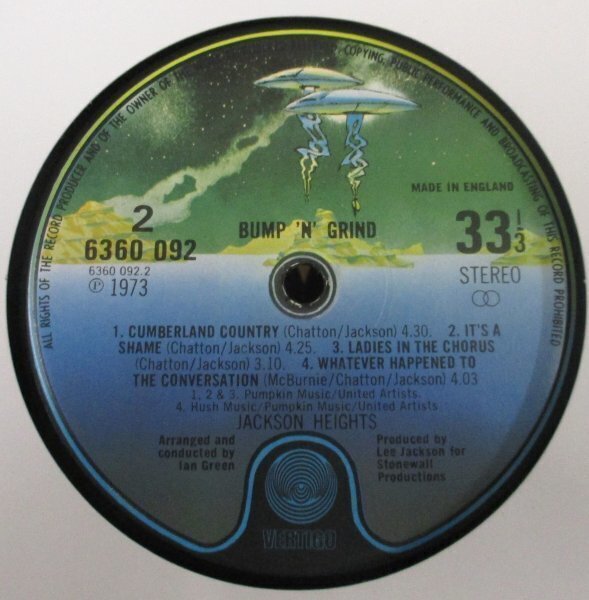 ALL RIGHTS OF THE RECORD PRODUCER AND OF THE OWNER OF THE
COPYING, PUBLIC PERFORMANCE AND BROADCASTING OF THIS RECORD PROHIBITED
MADE IN ENGLAND
2
BUMP 'N' GRIND
33 1/3
6360 092
6360 092.2
STEREO
Ⓟ 1973
1. CUMBERLAND COUNTRY (Chatton/Jackson) 4.30. 2. IT'S A
SHAME (Chatton/Jackson) 4.25. 3. LADIES IN THE CHORUS
(Chatton/Jackson) 3.10. 4. WHATEVER HAPPENED TO
THE CONVERSATION (McBurnie/Chatton/Jackson) 4.03
1, 2 & 3. Pumpkin Music/United Artists.
4. Hush Music/Pumpkin Music/United Artists
JACKSON HEIGHTS
Arranged and
conducted by
Ian Green
Produced by
Lee Jackson for
Stonewall
Productions
VERTIGO